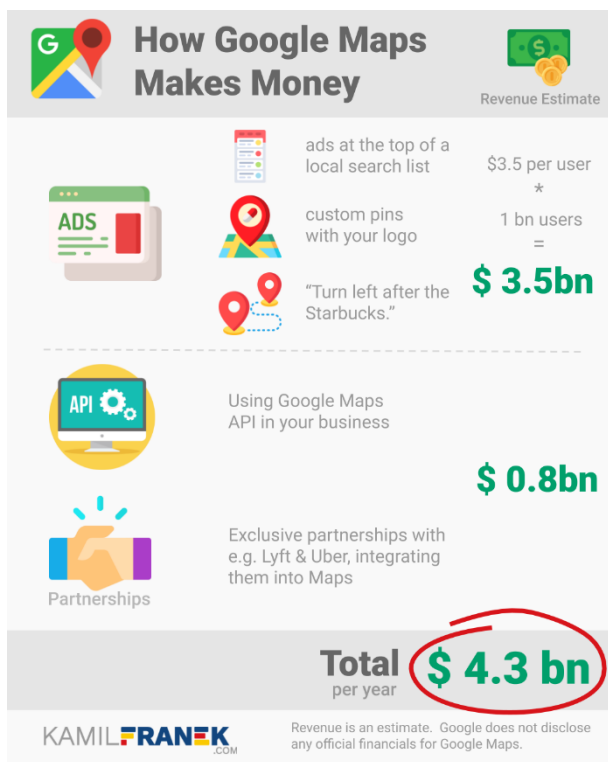 G
How Google Maps
Makes Money
$
Revenue Estimate
ADS
ads at the top of a
local search list
custom pins
with your logo
“Turn left after the
Starbucks.”
$3.5 per user
*
1 bn users
=
$ 3.5bn
API
Using Google Maps
API in your business
$ 0.8bn
Partnerships
Exclusive partnerships with
e.g. Lyft & Uber, integrating
them into Maps
Total
per year
$ 4.3 bn
KAMILFRANEK
.COM
Revenue is an estimate. Google does not disclose
any official financials for Google Maps.